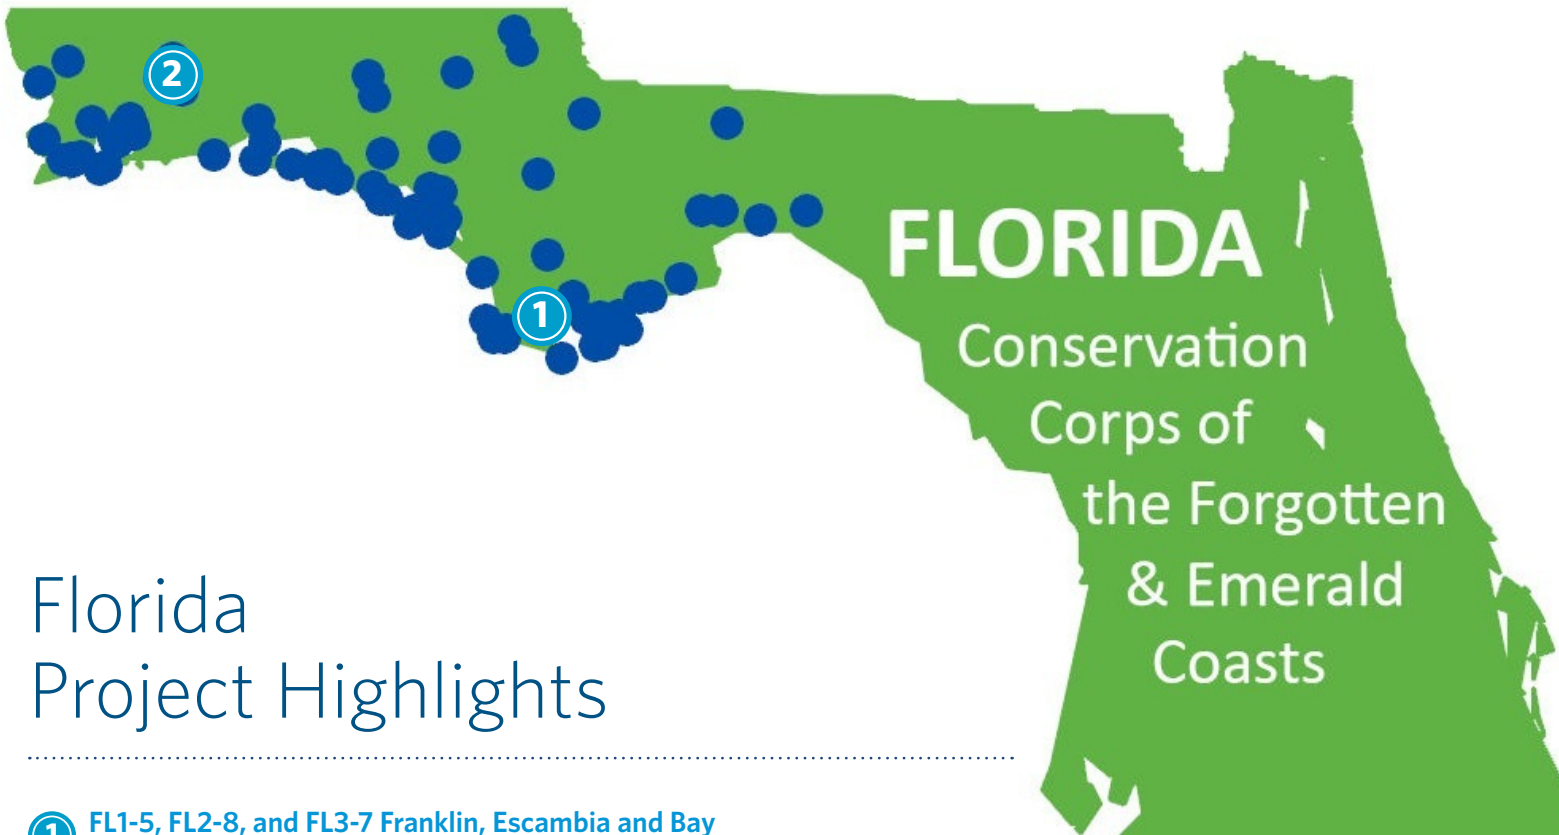 2
1
FLORIDA
Conservation
Corps of
the Forgotten
& Emerald
Coasts
Florida
Project Highlights
1 FL1-5, FL2-8, and FL3-7 Franklin, Escambia and Bay